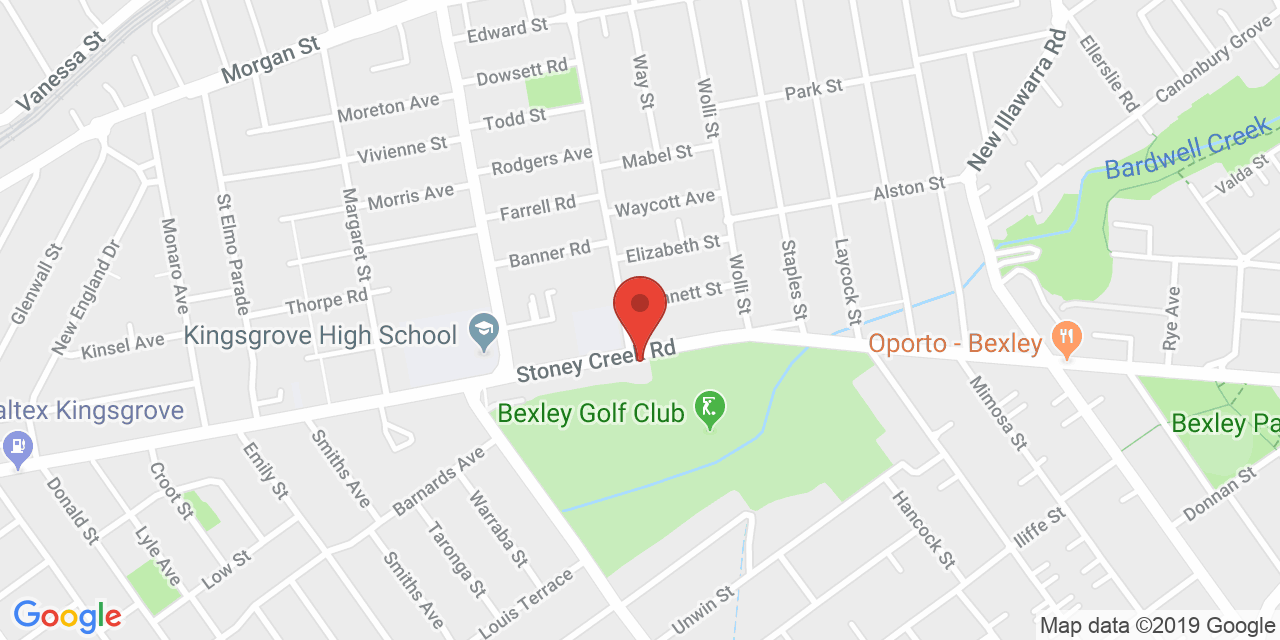 Edward St
Vanessa St
Morgan St
Dowsett Rd
Way St
Wolli St
Park St
New Illawarra Rd
Ellerslie Rd
Canonbury Grove
Moreton Ave
Todd St
Vivienne St
Rodgers Ave
Mabel St
Bardwell Creek
Valda St
Morris Ave
Farrell Rd
Waycott Ave
Alston St
Glenwall St
New England Dr
Monaro Ave
St Elmo Parade
Margaret St
Banner Rd
Elizabeth St
Wolli St
Staples St
Laycock St
Thorpe Rd
nett St
Rye Ave
Kinsel Ave
Kingsgrove High School
Stoney Creek Rd
Oporto - Bexley
altex Kingsgrove
Bexley Golf Club
Mimosa St
Bexley Pa
Donald St
Croot St
Lyle Ave
Low St
Emily St
Smiths Ave
Barnards Ave
Warraba St
Taronga St
Smiths Ave
Louis Terrace
Unwin St
Hancock St
Iliffe St
Donnan St
Google
Map data ©2019 Google